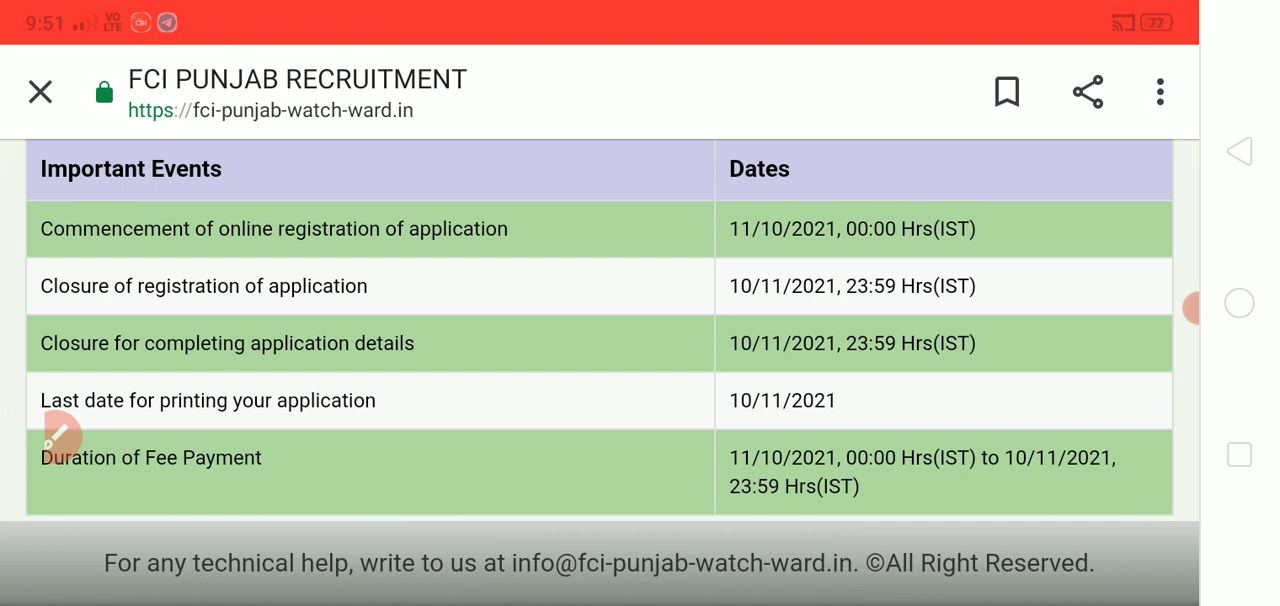 9:51 VO LTE 77
FCI PUNJAB RECRUITMENT
https://fci-punjab-watch-ward.in
Important Events Dates
Commencement of online registration of application 11/10/2021, 00:00 Hrs(IST)
Closure of registration of application 10/11/2021, 23:59 Hrs(IST)
Closure for completing application details 10/11/2021, 23:59 Hrs(IST)
Last date for printing your application 10/11/2021
Duration of Fee Payment 11/10/2021, 00:00 Hrs(IST) to 10/11/2021,
23:59 Hrs(IST)
For any technical help, write to us at info@fci-punjab-watch-ward.in. ©All Right Reserved.